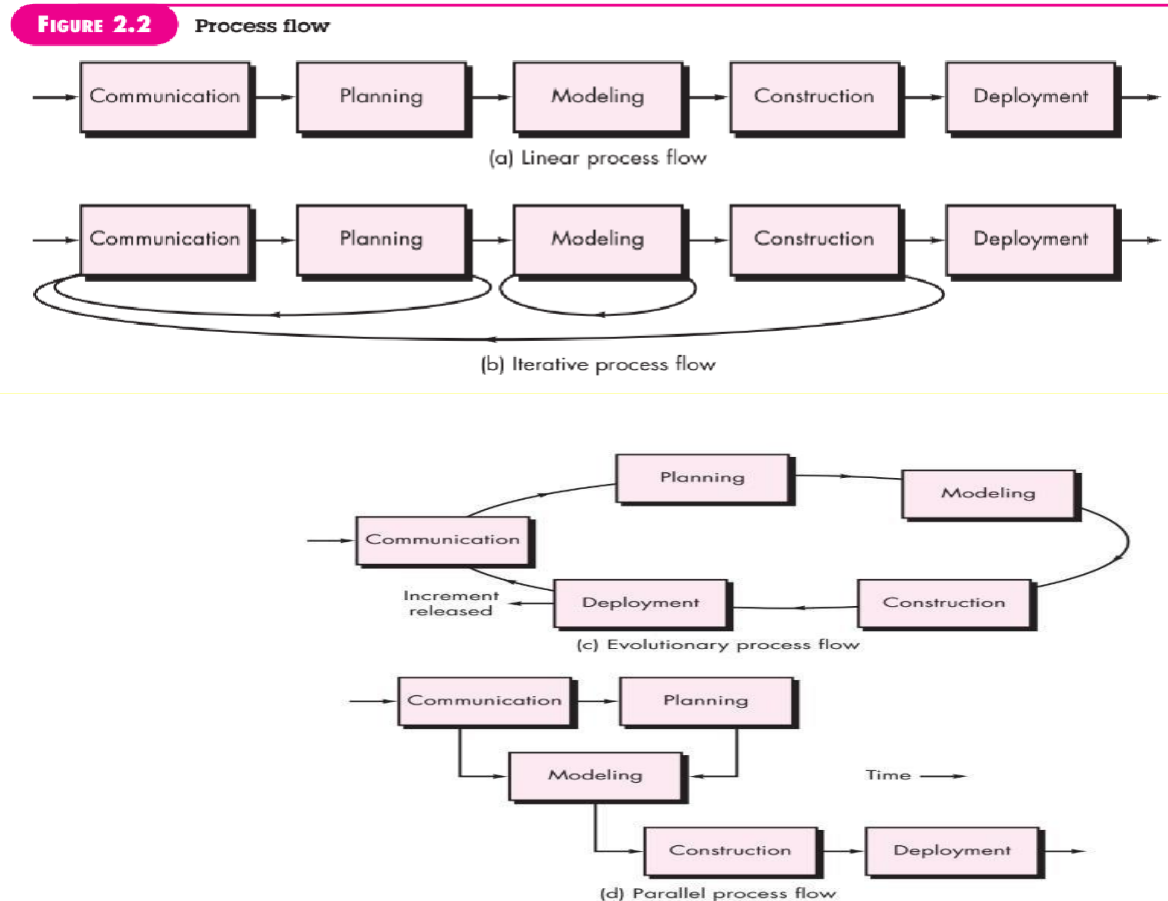 FIGURE 2.2 Process flow
Communication Planning Modeling Construction Deployment
(a) Linear process flow
Communication Planning Modeling Construction Deployment
(b) Iterative process flow
Planning
Modeling
Communication
Increment
released
Deployment
Construction
(c) Evolutionary process flow
Communication Planning
Modeling
Time
Construction Deployment
(d) Parallel process flow